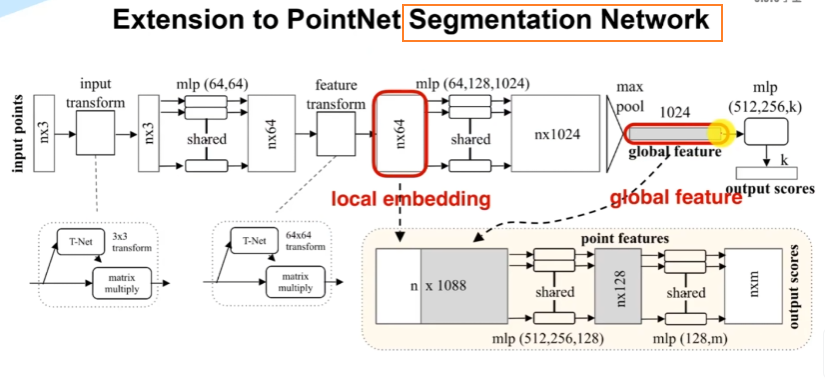 Extension to PointNet Segmentation Network
input points
nx3
input
transform
nx3
mlp (64,64)
shared
nx64
feature
transform
nx64
mlp (64,128,1024)
shared
nx1024
max
pool
1024
global feature
mlp
(512,256,k)
k
output scores
local embedding
global feature
T-Net
3x3
transform
matrix
multiply
T-Net
64x64
transform
matrix
multiply
point features
n x 1088
shared
mlp (512,256,128)
nx128
shared
mlp (128,m)
nxm
output scores